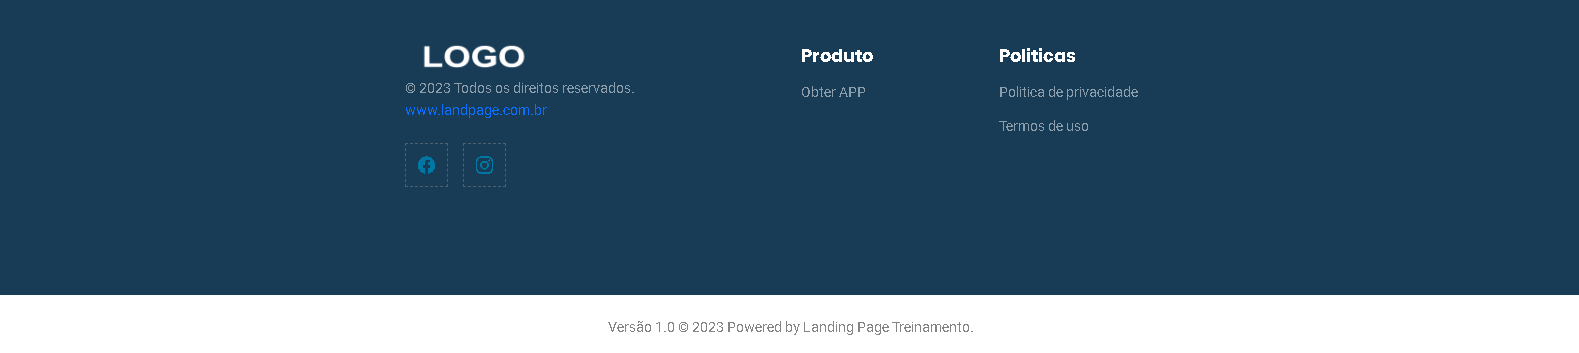 LOGO
© 2023 Todos os direitos reservados.
www.landpage.com.br
Produto
Obter APP
Politicas
Politica de privacidade
Termos de uso
Versão 1.0 © 2023 Powered by Landing Page Treinamento.